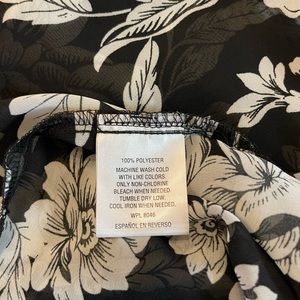 100% POLYESTER
MACHINE WASH COLD
WITH LIKE COLORS.
ONLY NON-CHLORINE
BLEACH WHEN NEEDED.
TUMBLE DRY LOW.
COOL IRON WHEN NEEDED.
WPL 8046
ESPAÑOL EN REVERSO